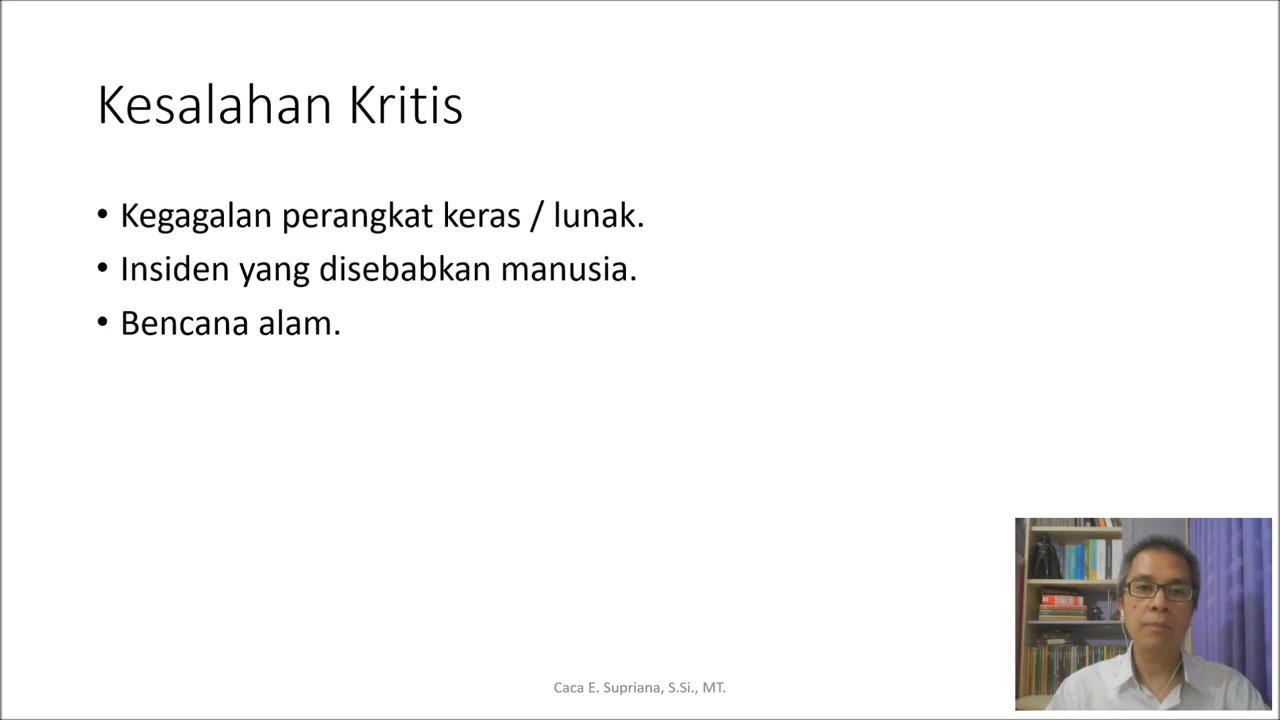 Kesalahan Kritis
• Kegagalan perangkat keras / lunak.
• Insiden yang disebabkan manusia.
• Bencana alam.
Caca E. Supriana, S.Si., MT.